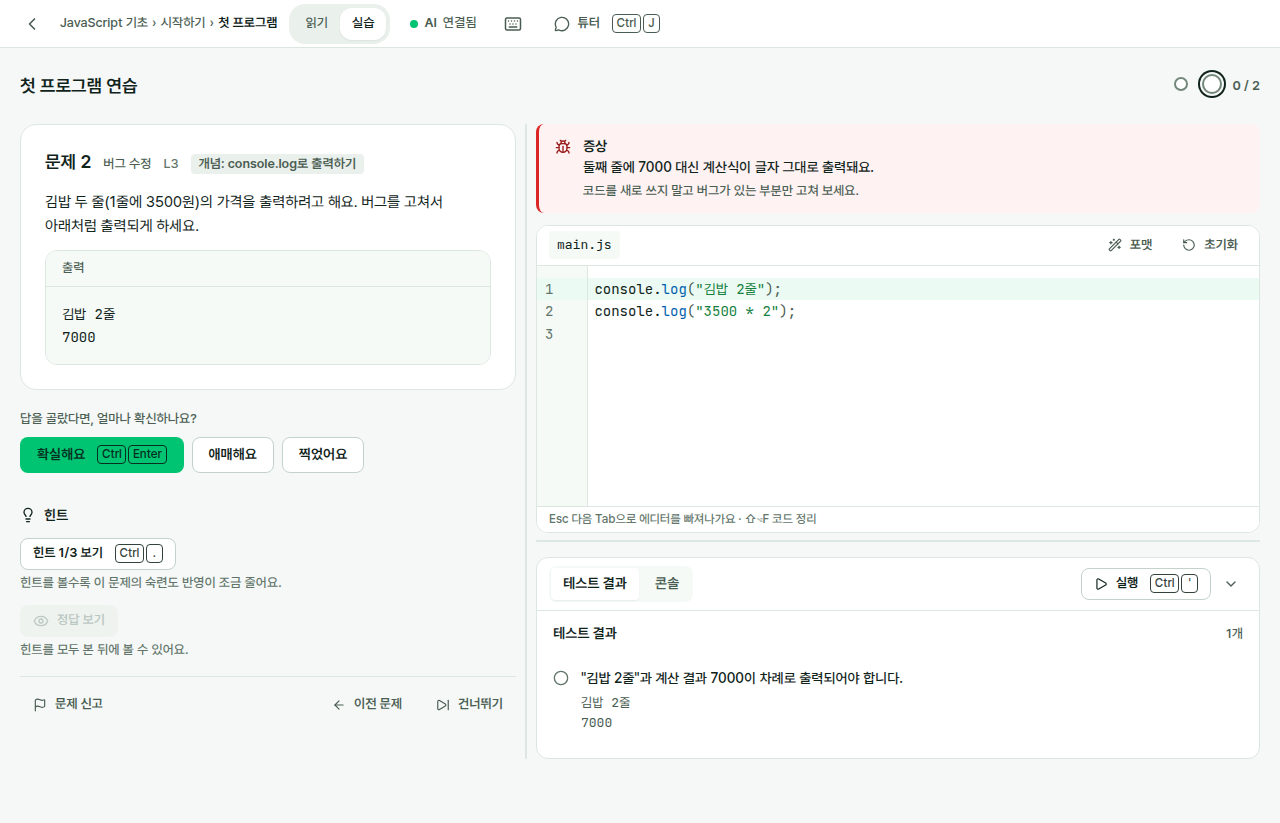 JavaScript 기초 › 시작하기 › 첫 프로그램
읽기 실습
AI 연결됨
튜터 Ctrl J
첫 프로그램 연습
0 / 2
문제 2 버그 수정 L3 개념: console.log로 출력하기
김밥 두 줄(1줄에 3500원)의 가격을 출력하려고 해요. 버그를 고쳐서
아래처럼 출력되게 하세요.
출력
김밥 2줄
7000
답을 골랐다면, 얼마나 확신하나요?
확실해요 Ctrl Enter 애매해요 찍었어요
힌트
힌트 1/3 보기 Ctrl .
힌트를 볼수록 이 문제의 숙련도 반영이 조금 줄어요.
정답 보기
힌트를 모두 본 뒤에 볼 수 있어요.
문제 신고 이전 문제 건너뛰기
증상
둘째 줄에 7000 대신 계산식이 글자 그대로 출력돼요.
코드를 새로 쓰지 말고 버그가 있는 부분만 고쳐 보세요.
main.js 포맷 초기화
1 console.log("김밥 2줄");
2 console.log("3500 * 2");
3
Esc 다음 Tab으로 에디터를 빠져나가요 · ⇧⌥F 코드 정리
테스트 결과 콘솔 실행 Ctrl '
테스트 결과 1개
"김밥 2줄"과 계산 결과 7000이 차례로 출력되어야 합니다.
김밥 2줄
7000